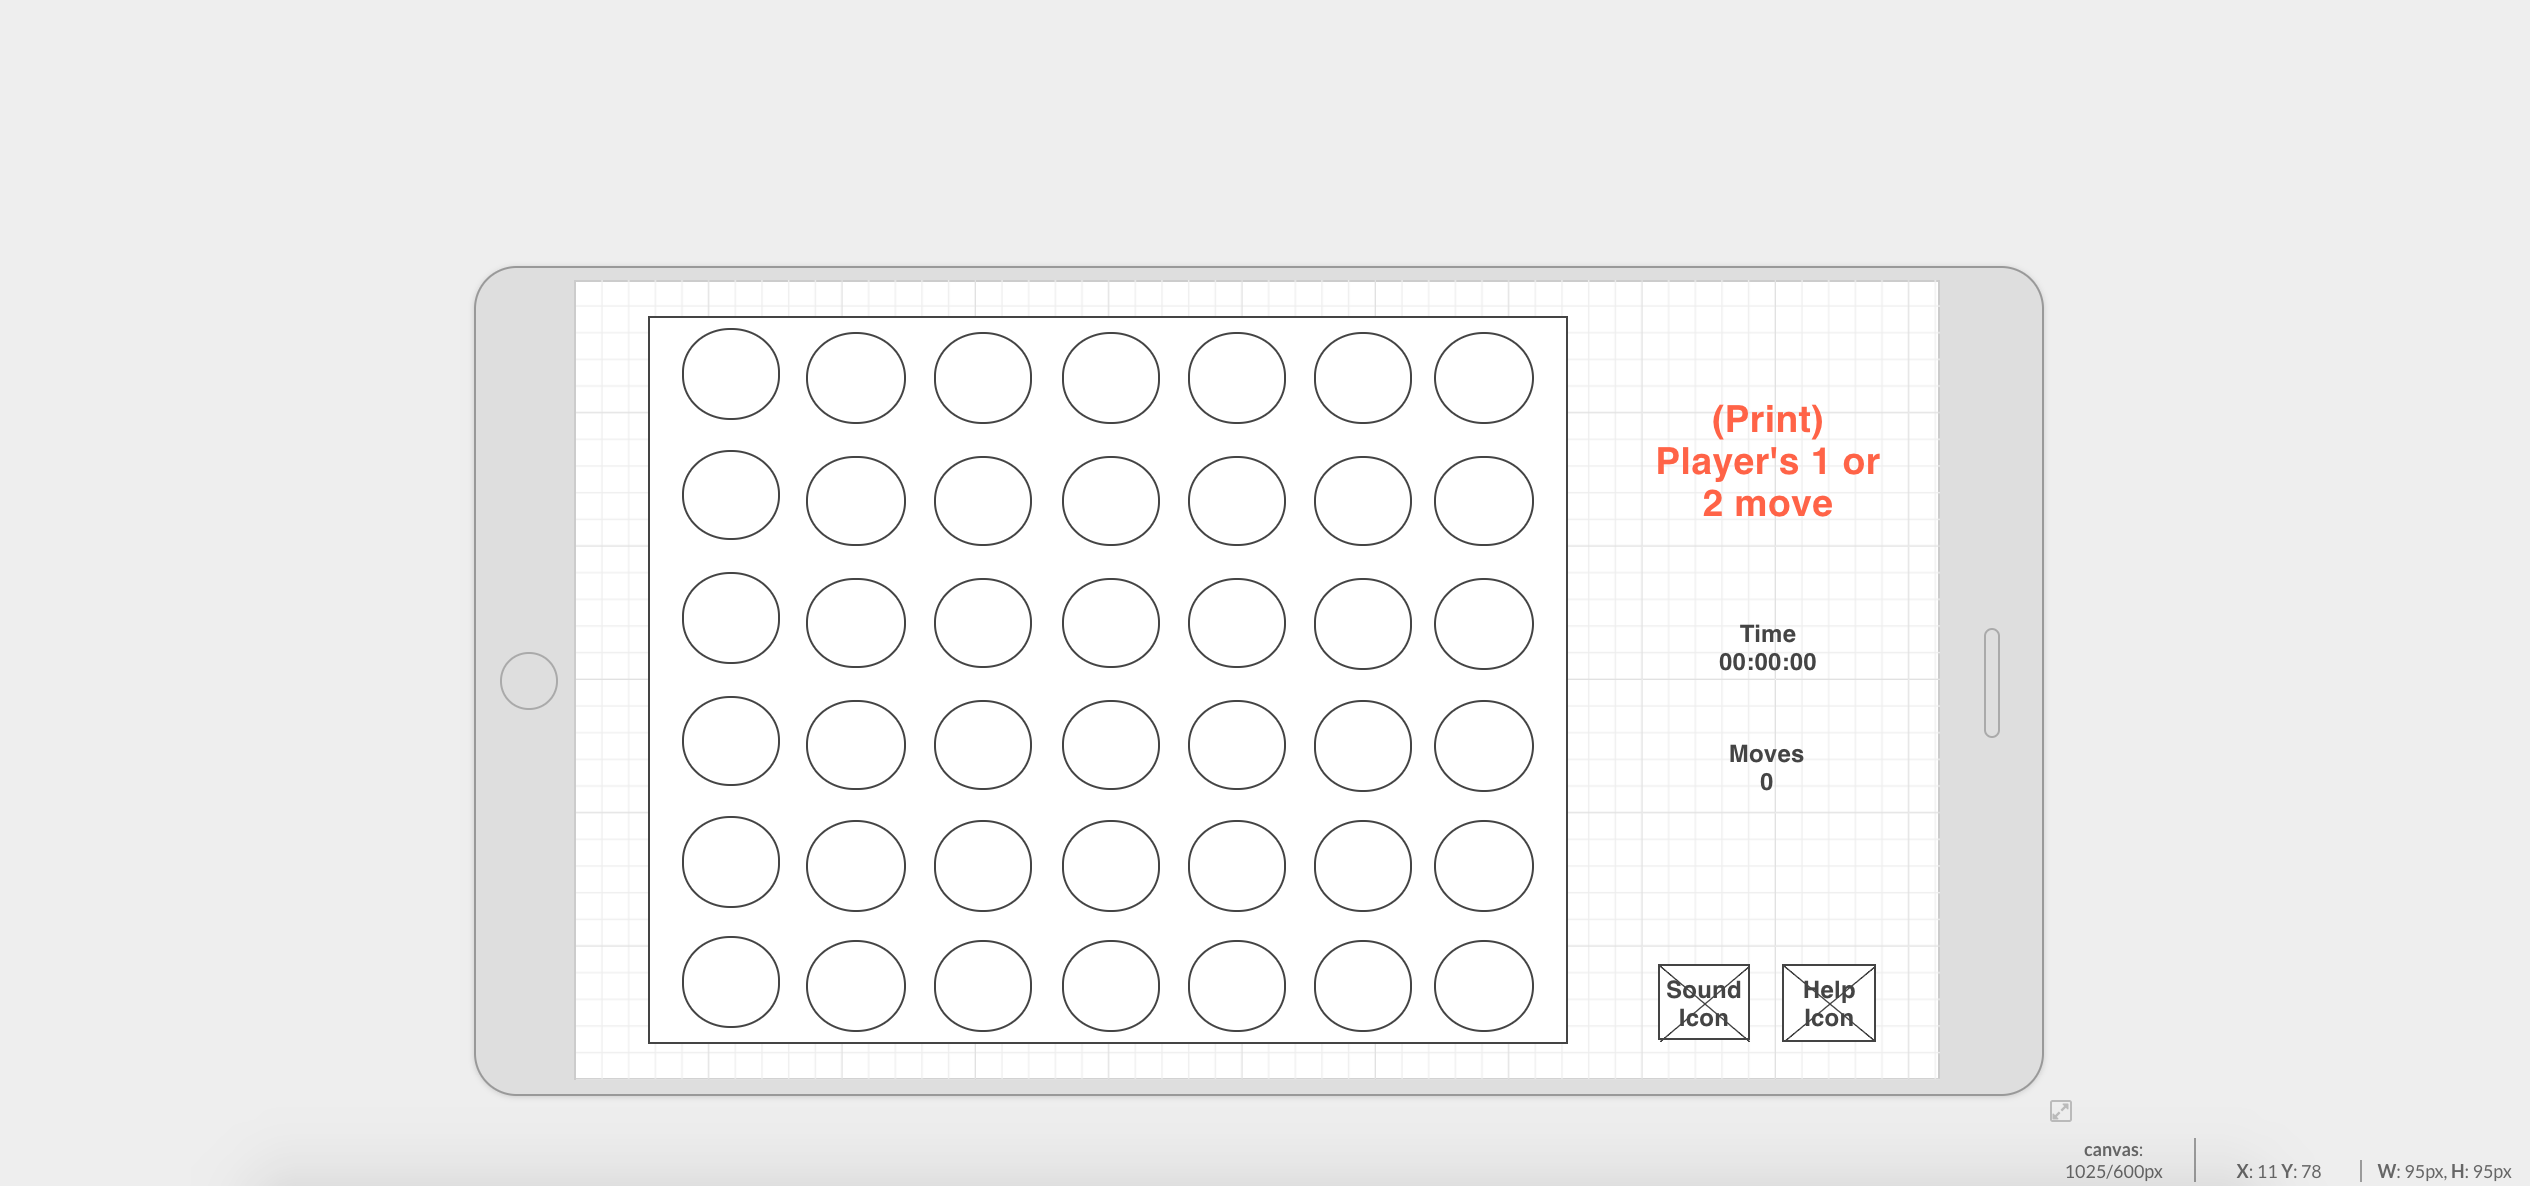 (Print)
Player's 1 or
2 move
Time
00:00:00
Moves
0
Sound
Icon
Help
Icon
canvas:
1025/600px
X: 11 Y: 78
W: 95px, H: 95px